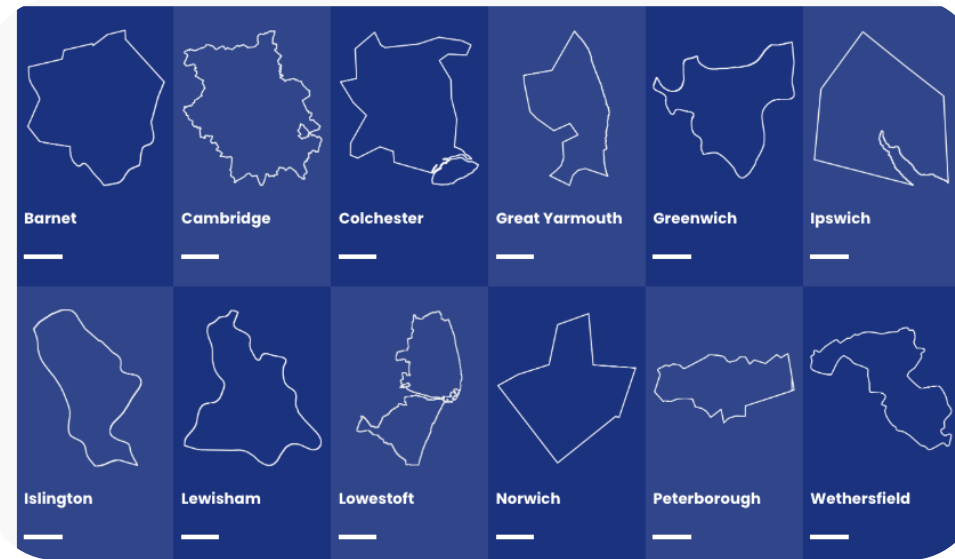 Barnet
Cambridge
Colchester
Great Yarmouth
Greenwich
Ipswich
Islington
Lewisham
Lowestoft
Norwich
Peterborough
Wethersfield